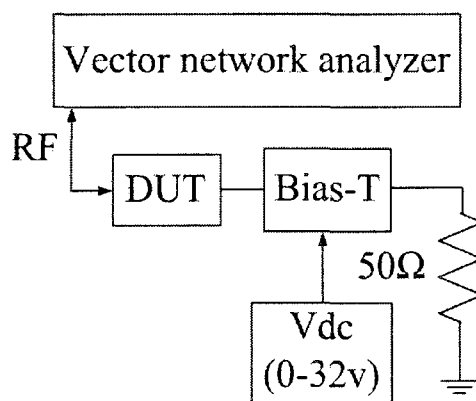 Vector network analyzer
RF
DUT
Bias-T
50Ω
Vdc
(0-32v)